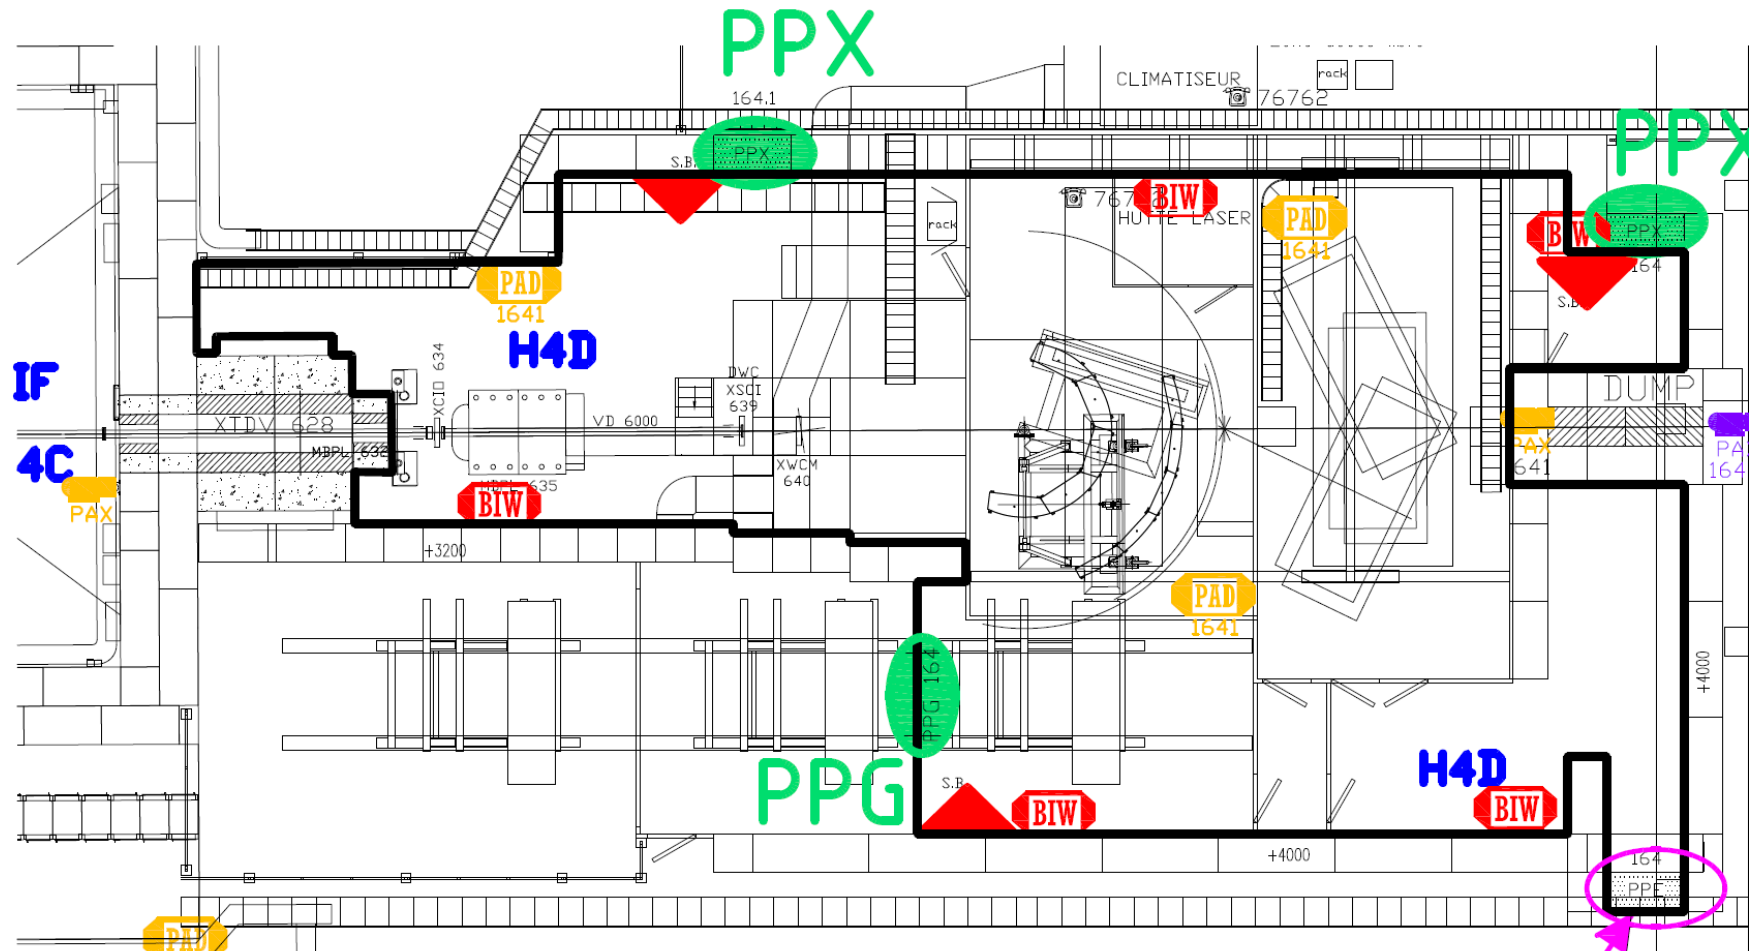 PPX
CLIMATISEUR
rack
76762
164.1
PPX
S.B.
PPX
BIW
HUTTE LASER
rack
PAD
1641
BIW
PPX
164
S.B.
PAD
1641
H4D
IF
XCIO 634
DWC
XSCI
639
DUMP
XTDV 628
VD 6000
4C
XWCM
640
PAX
641
PAX
BIW
+3200
PAD
1641
PPG 164
+4000
PPG
S.B.
BIW
H4D
BIW
+4000
164
PPE
PAD